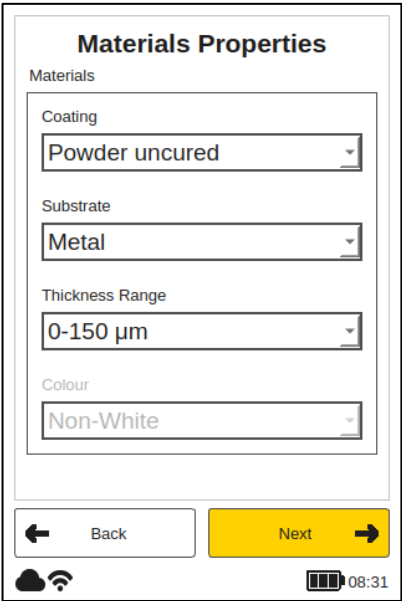 Materials Properties
Materials
Coating
Powder uncured
Substrate
Metal
Thickness Range
0-150 μm
Colour
Non-White
Back
Next
08:31